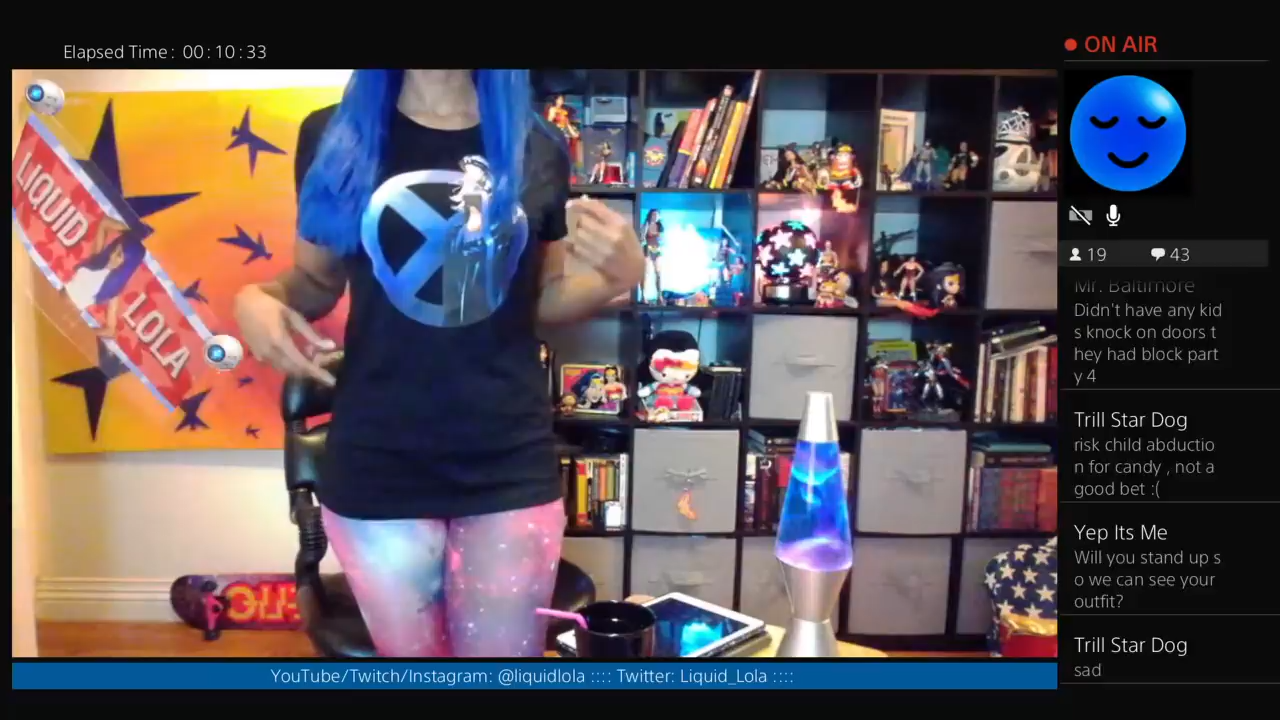 Elapsed Time: 00:10:33
ON AIR
LIQUID
LOLA
19 43
Mr. Baltimore
Didn't have any kid
s knock on doors t
hey had block part
y 4
Trill Star Dog
risk child abductio
n for candy , not a
good bet :(
Yep Its Me
Will you stand up s
o we can see your
outfit?
Trill Star Dog
sad
YouTube/Twitch/Instagram: @liquidlola :::: Twitter: Liquid_Lola ::::